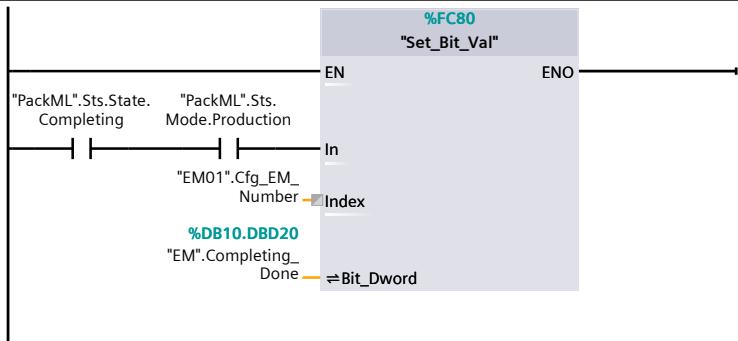 %FC80
"Set_Bit_Val"
EN ENO
"PackML".Sts.State.
Completing
"PackML".Sts.
Mode.Production
In
"EM01".Cfg_EM_
Number
Index
%DB10.DBD20
"EM".Completing_
Done
⇌Bit_Dword